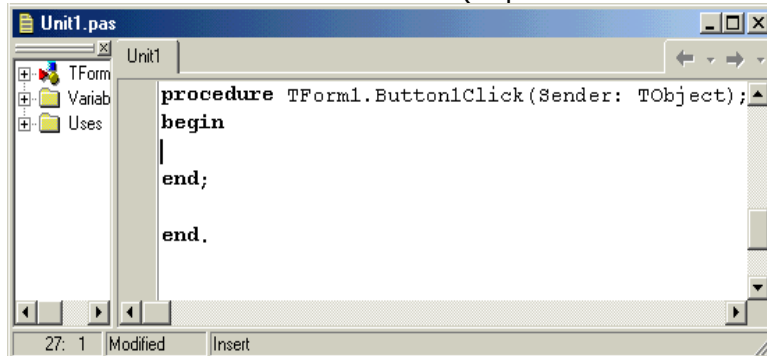 Unit1.pas
Unit1
TForm
Variab
Uses
procedure TForm1.Button1Click(Sender: TObject);
begin
end;
end.
27: 1 Modified Insert